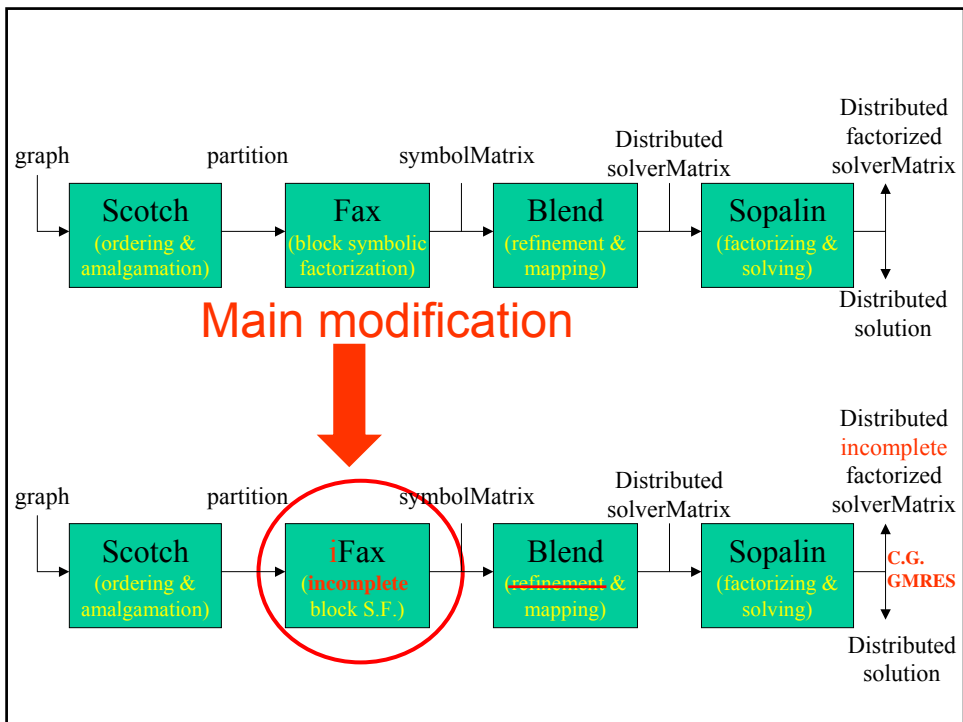 graph
partition
symbolMatrix
Distributed
solverMatrix
Distributed
factorized
solverMatrix
Scotch
(ordering &
amalgamation)
Fax
(block symbolic
factorization)
Blend
(refinement &
mapping)
Sopalin
(factorizing &
solving)
Distributed
solution
Main modification
graph
partition
symbolMatrix
Distributed
solverMatrix
Distributed
incomplete
factorized
solverMatrix
Scotch
(ordering &
amalgamation)
iFax
(incomplete
block S.F.)
Blend
(refinement &
mapping)
Sopalin
(factorizing &
solving)
C.G.
GMRES
Distributed
solution